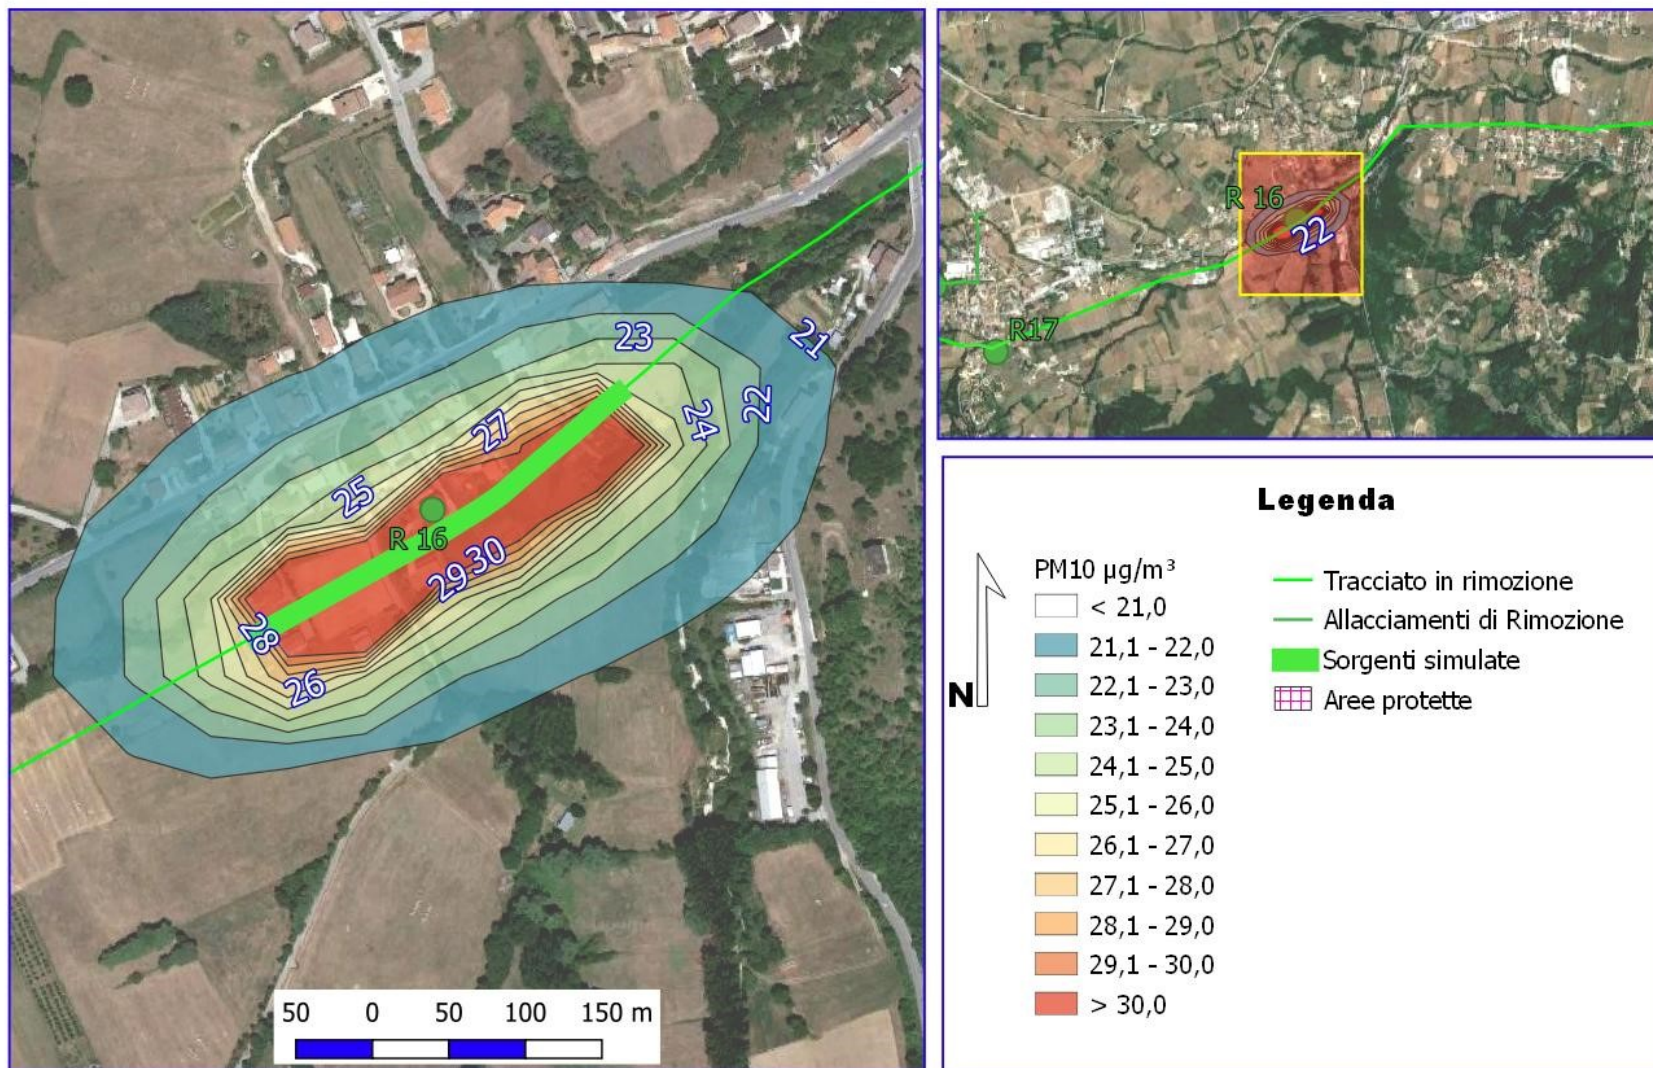 21
23
22
24
27
25
R 16
30
29
28
26
50 0 50 100 150 m
R 16
22
R17
Legenda
N
PM10 µg/m³
< 21,0
21,1 - 22,0
22,1 - 23,0
23,1 - 24,0
24,1 - 25,0
25,1 - 26,0
26,1 - 27,0
27,1 - 28,0
28,1 - 29,0
29,1 - 30,0
> 30,0
Tracciato in rimozione
Allacciamenti di Rimozione
Sorgenti simulate
Aree protette